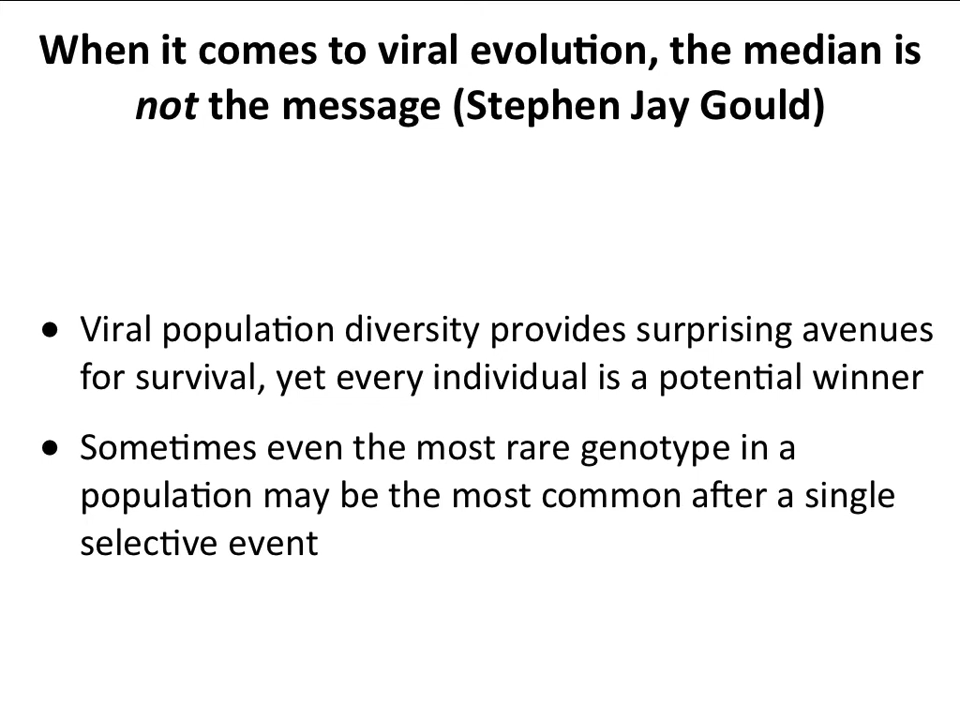 When it comes to viral evolution, the median is
not the message (Stephen Jay Gould)
• Viral population diversity provides surprising avenues
for survival, yet every individual is a potential winner
• Sometimes even the most rare genotype in a
population may be the most common after a single
selective event